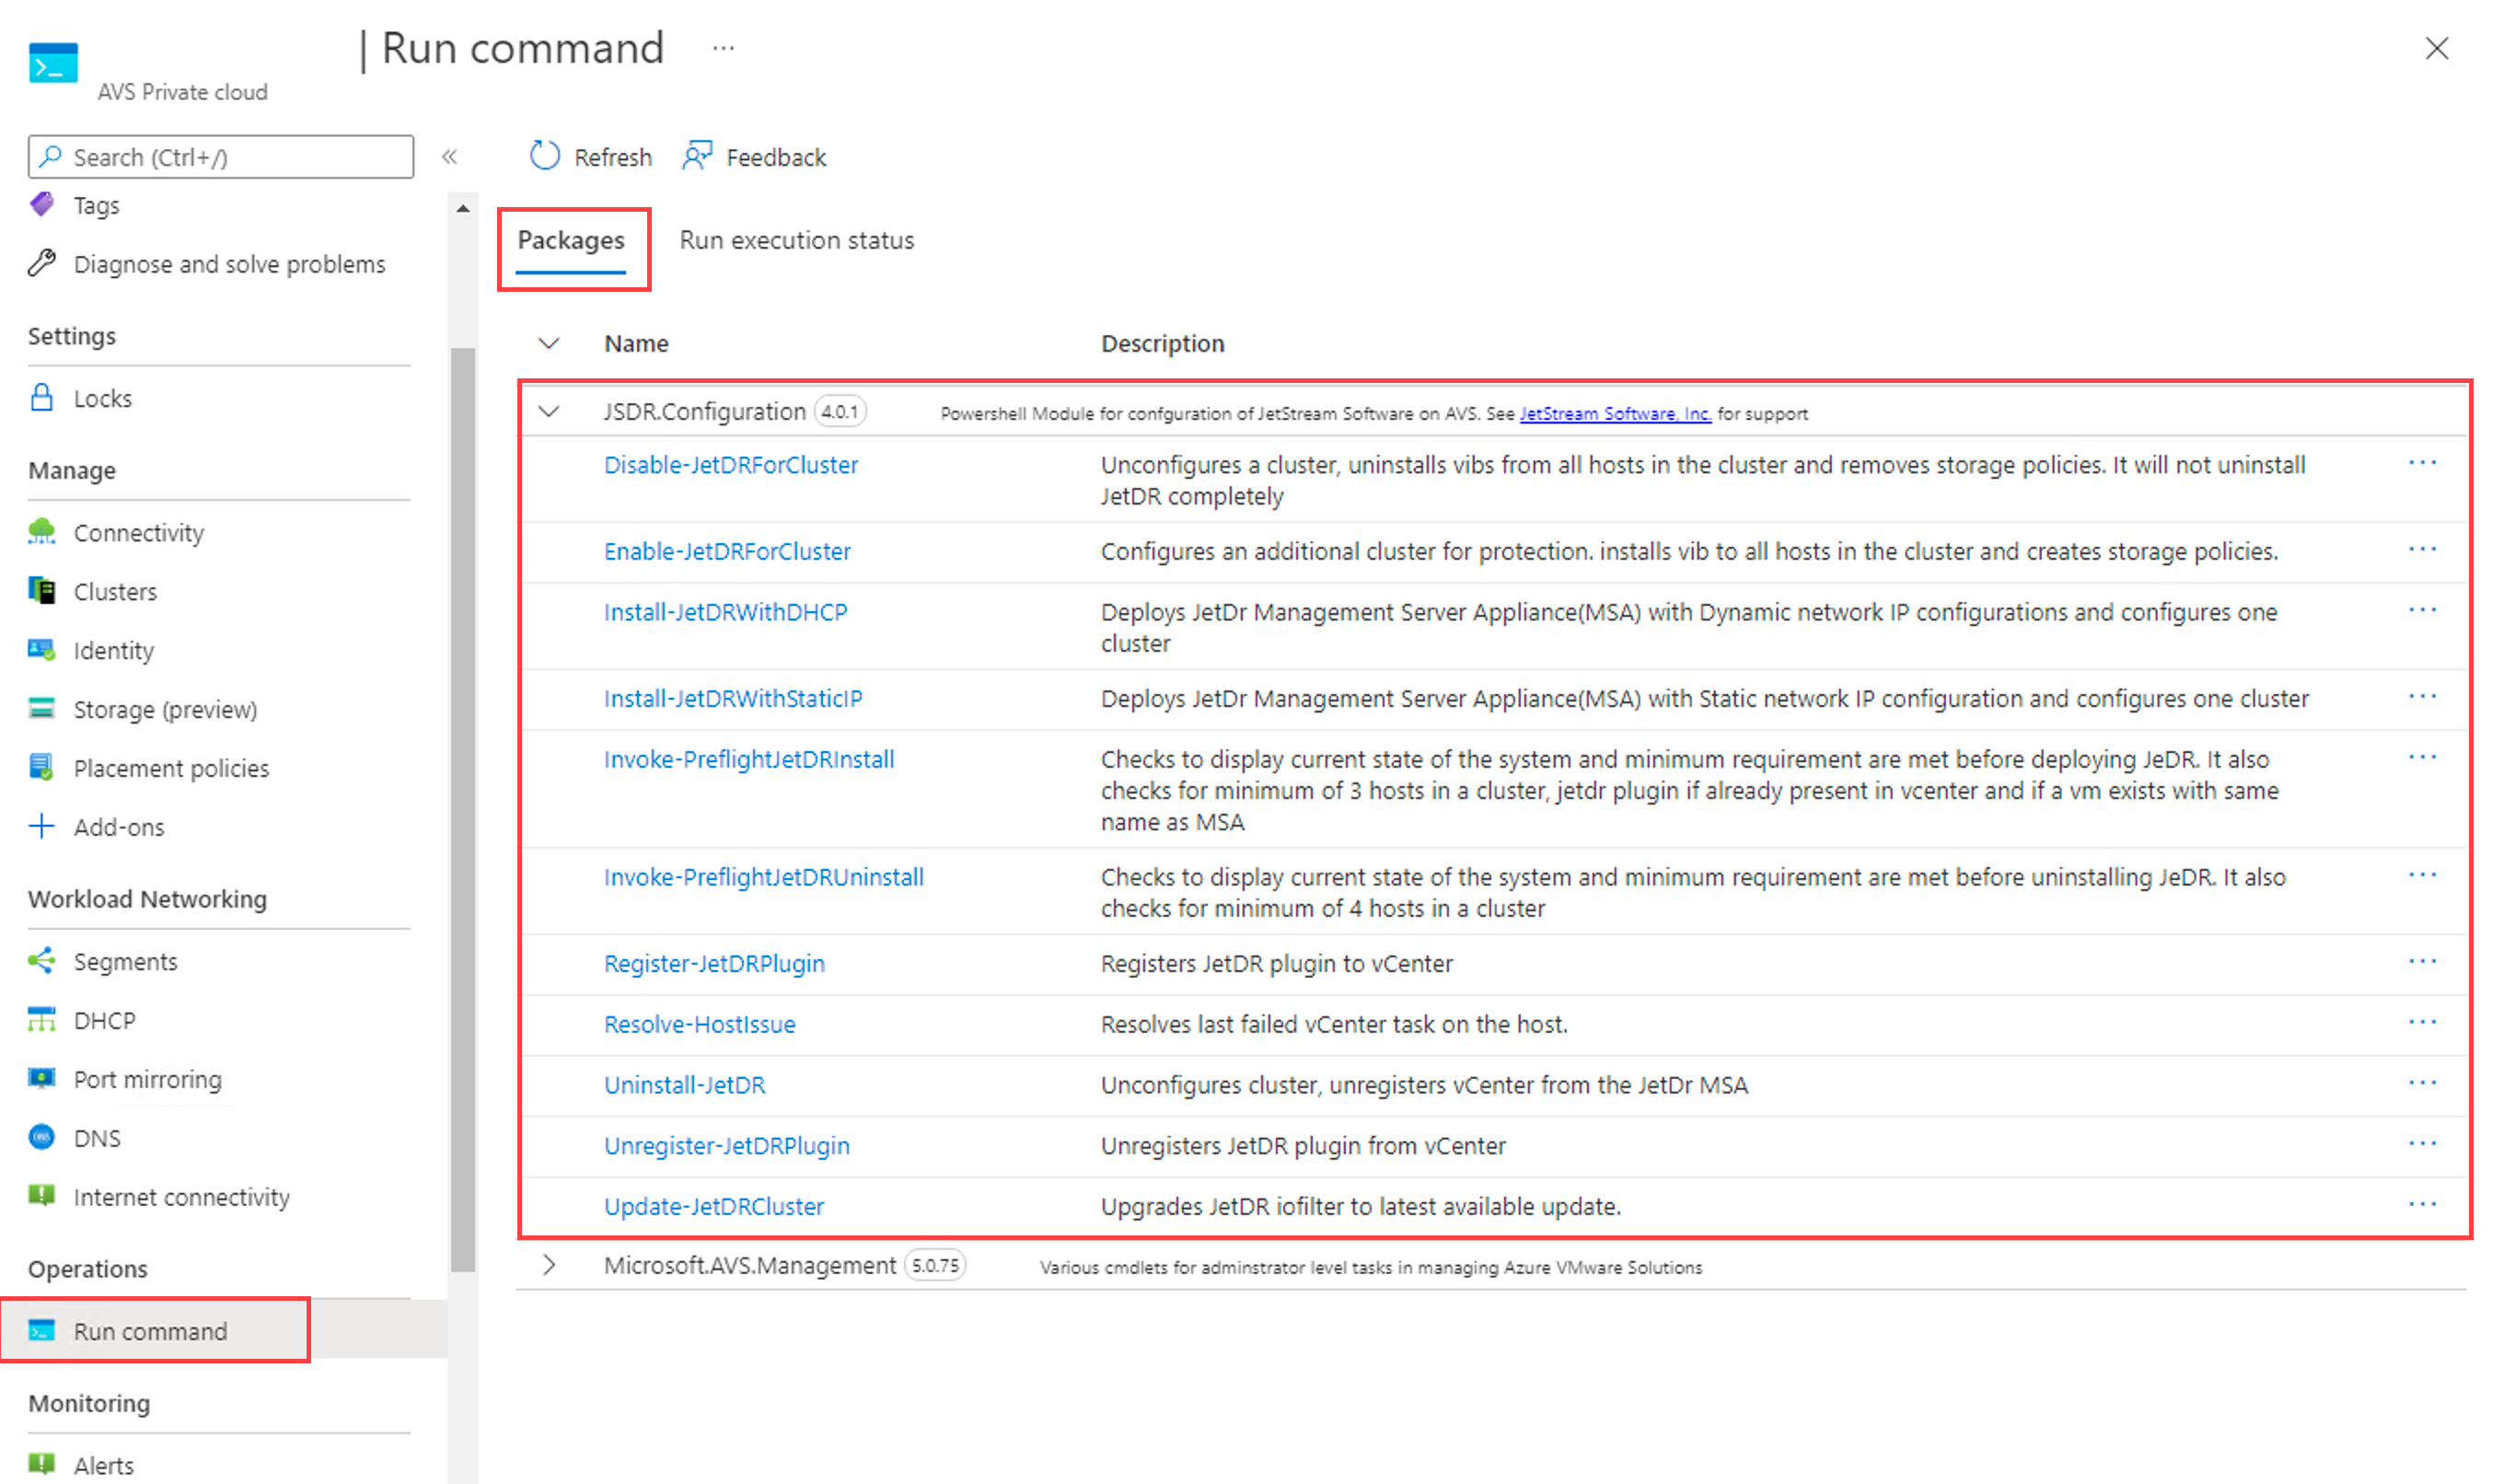 | Run command ...
AVS Private cloud
Search (Ctrl+/)
«
Refresh
Feedback
Tags
Diagnose and solve problems
Settings
Locks
Manage
Connectivity
Clusters
Identity
Storage (preview)
Placement policies
Add-ons
Workload Networking
Segments
DHCP
Port mirroring
DNS
Internet connectivity
Operations
Run command
Monitoring
Alerts
Packages
Run execution status
Name Description
JSDR.Configuration 4.0.1 Powershell Module for confguration of JetStream Software on AVS. See JetStream Software, Inc. for support
Disable-JetDRForCluster Unconfigures a cluster, uninstalls vibs from all hosts in the cluster and removes storage policies. It will not uninstall
JetDR completely
Enable-JetDRForCluster Configures an additional cluster for protection. installs vib to all hosts in the cluster and creates storage policies.
Install-JetDRWithDHCP Deploys JetDr Management Server Appliance(MSA) with Dynamic network IP configurations and configures one
cluster
Install-JetDRWithStaticIP Deploys JetDr Management Server Appliance(MSA) with Static network IP configuration and configures one cluster
Invoke-PreflightJetDRInstall Checks to display current state of the system and minimum requirement are met before deploying JeDR. It also
checks for minimum of 3 hosts in a cluster, jetdr plugin if already present in vcenter and if a vm exists with same
name as MSA
Invoke-PreflightJetDRUninstall Checks to display current state of the system and minimum requirement are met before uninstalling JeDR. It also
checks for minimum of 4 hosts in a cluster
Register-JetDRPlugin Registers JetDR plugin to vCenter
Resolve-HostIssue Resolves last failed vCenter task on the host.
Uninstall-JetDR Unconfigures cluster, unregisters vCenter from the JetDr MSA
Unregister-JetDRPlugin Unregisters JetDR plugin from vCenter
Update-JetDRCluster Upgrades JetDR iofilter to latest available update.
Microsoft.AVS.Management 5.0.75 Various cmdlets for adminstrator level tasks in managing Azure VMware Solutions